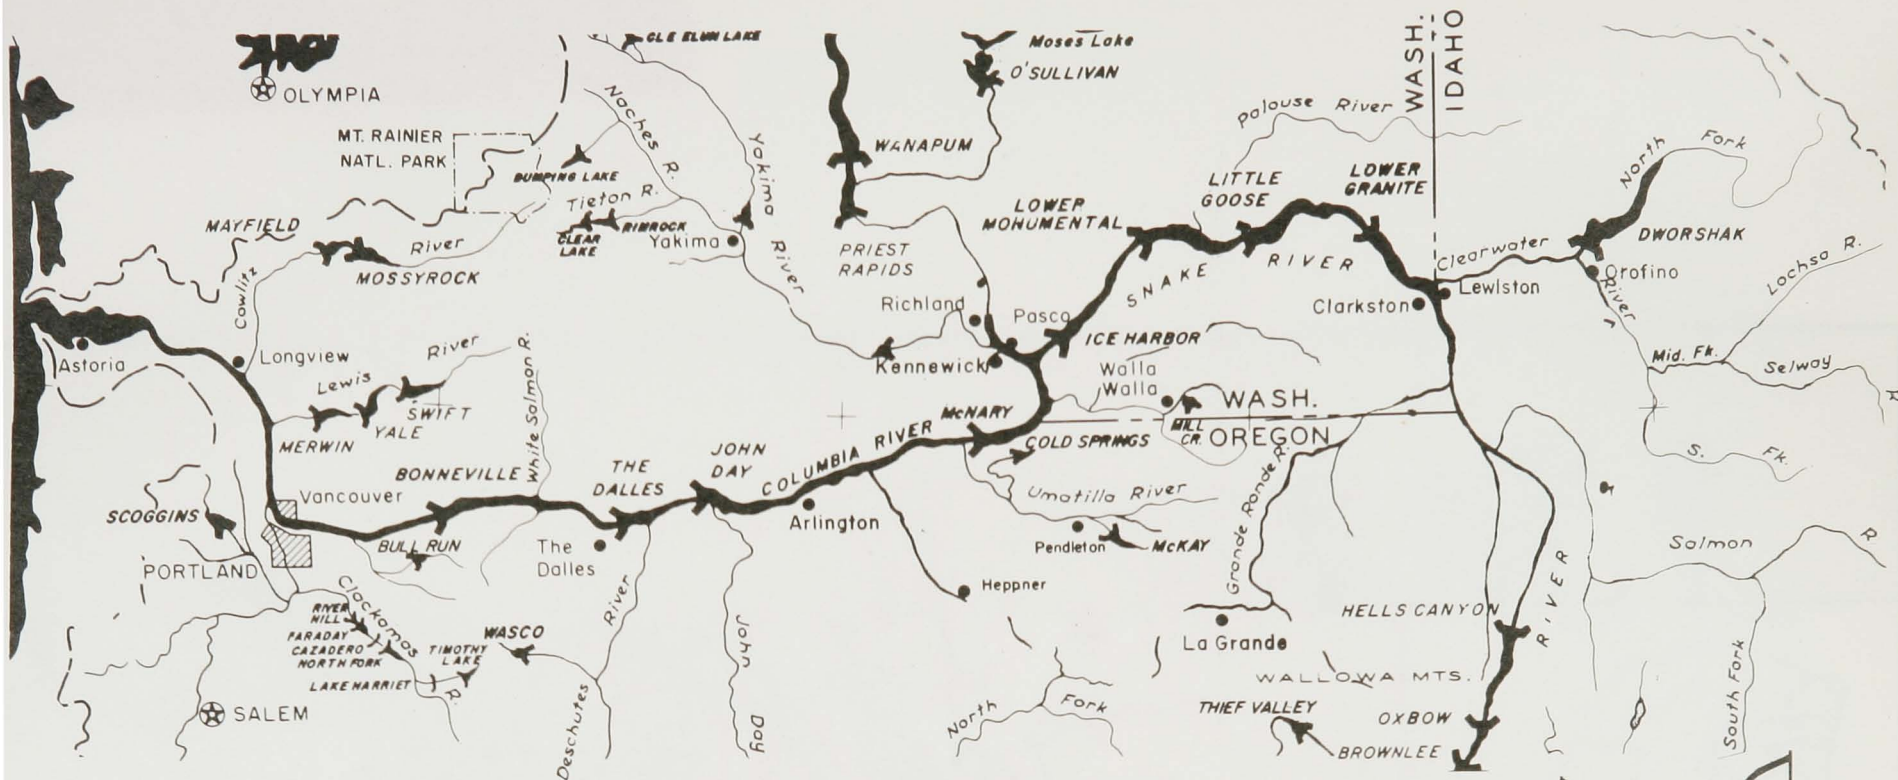 CLE ELUM LAKE
Moses Lake
O'SULLIVAN
WASH.
IDAHO
OLYMPIA
Naches R.
Palouse River
MT. RAINIER
NATL. PARK
Yakima River
WANAPUM
North Fork
BUMPING LAKE
Tieton R.
LITTLE
GOOSE
LOWER
GRANITE
MAYFIELD
River
RIMROCK
CLEAR
LAKE
Yakima
LOWER
MONUMENTAL
PRIEST
RAPIDS
DWORSHAK
MOSSYROCK
Cowlitz
SNAKE RIVER
Clearwater
River
Orofino
Lochsa R.
Richland
Pasco
Clarkston
Lewiston
Astoria
Longview
ICE HARBOR
Kennewick
Lewis River
White Salmon R.
Walla
Walla
Mid. Fk.
Selway
R
SWIFT
YALE
MERWIN
McNARY
COLUMBIA RIVER
WASH.
OREGON
MILL
CR.
COLD SPRINGS
BONNEVILLE
THE
DALLES
JOHN
DAY
S. Fk.
Vancouver
SCOGGINS
Arlington
Umatilla River
Grande Ronde R.
BULL RUN
The
Dalles
Pendleton
McKAY
Salmon R
PORTLAND
Clackamas R.
RIVER
MILL
FARADAY
CAZADERO
NORTH FORK
LAKE HARRIET
TIMOTHY
LAKE
WASCO
Deschutes River
John Day
Heppner
HELLS CANYON
RIVER
La Grande
WALLOWA MTS.
South Fork
SALEM
North Fork
THIEF VALLEY
OXBOW
BROWNLEE